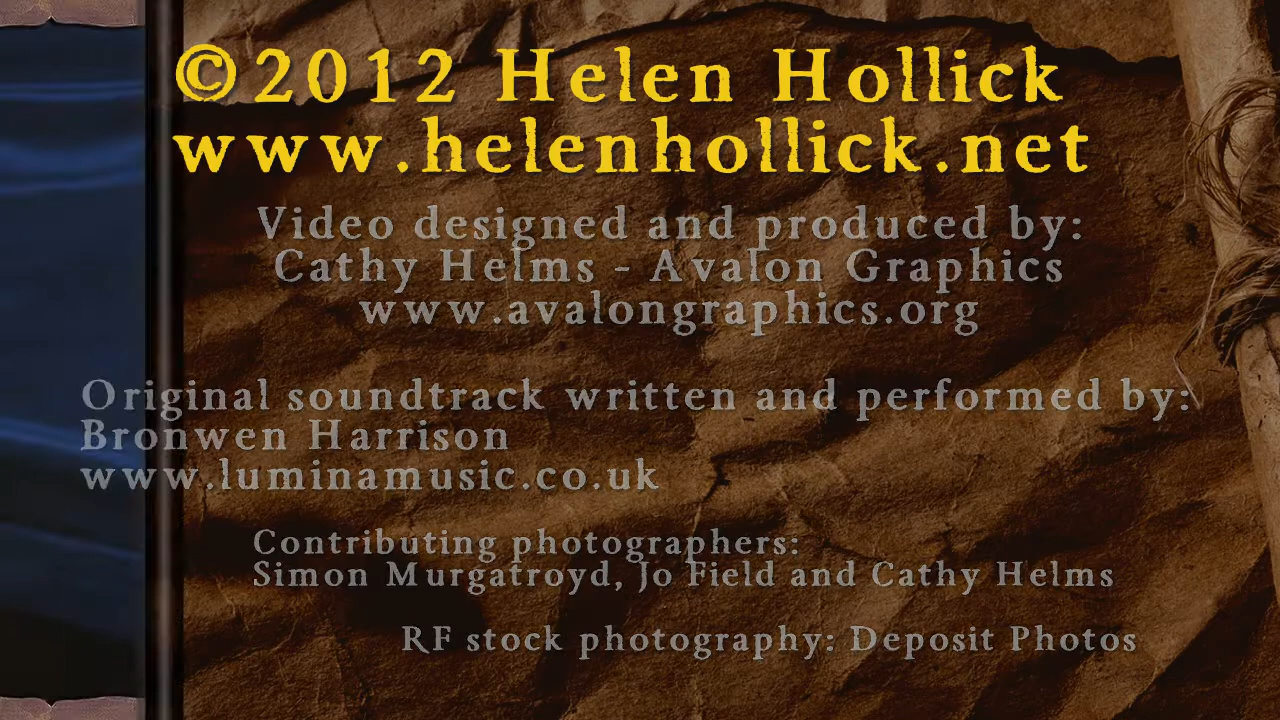 ©2012 Helen Hollick
www.helenhollick.net
Video designed and produced by:
Cathy Helms - Avalon Graphics
www.avalongraphics.org
Original soundtrack written and performed by:
Bronwen Harrison
www.luminamusic.co.uk
Contributing photographers:
Simon Murgatroyd, Jo Field and Cathy Helms
RF stock photography: Deposit Photos